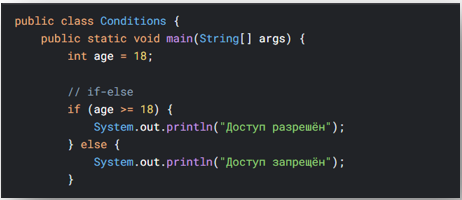 public class Conditions {
public static void main(String[] args) {
int age = 18;
// if-else
if (age >= 18) {
System.out.println("Доступ разрешён");
} else {
System.out.println("Доступ запрещён");
}